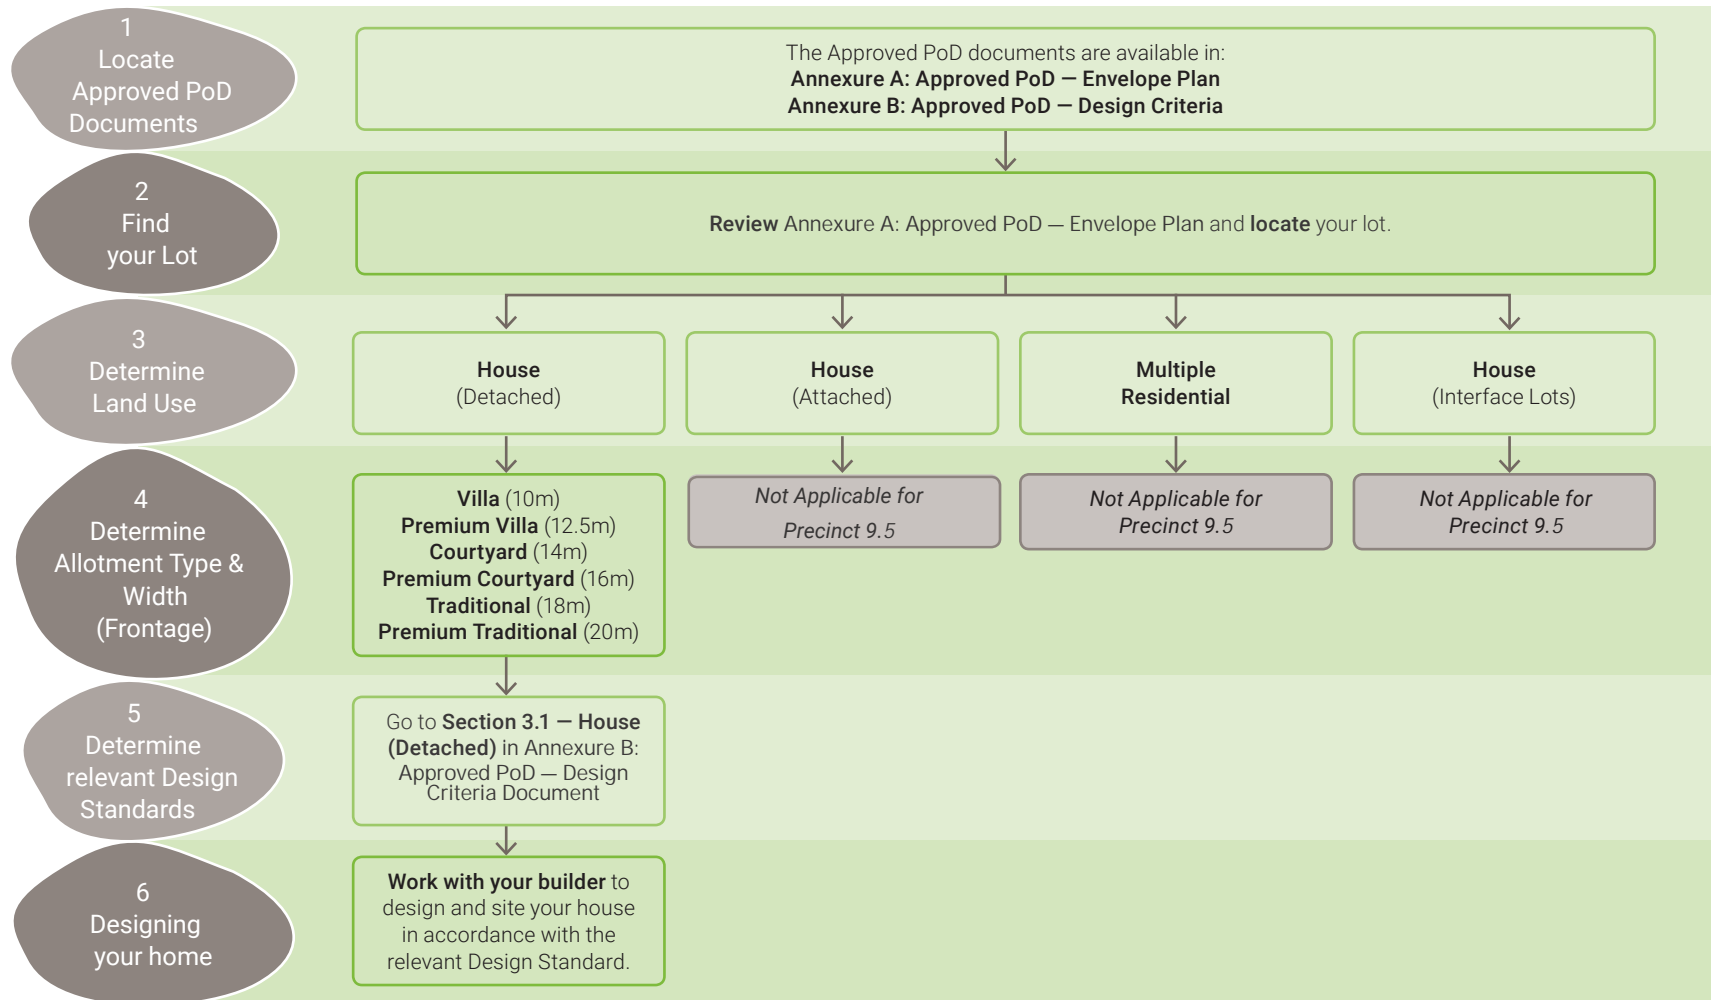 1
Locate
Approved PoD
Documents
The Approved PoD documents are available in:
Annexure A: Approved PoD — Envelope Plan
Annexure B: Approved PoD — Design Criteria
2
Find
your Lot
Review Annexure A: Approved PoD — Envelope Plan and locate your lot.
3
Determine
Land Use
House
(Detached)
House
(Attached)
Multiple
Residential
House
(Interface Lots)
4
Determine
Allotment Type &
Width
(Frontage)
Villa (10m)
Premium Villa (12.5m)
Courtyard (14m)
Premium Courtyard (16m)
Traditional (18m)
Premium Traditional (20m)
Not Applicable for
Precinct 9.5
Not Applicable for
Precinct 9.5
Not Applicable for
Precinct 9.5
5
Determine
relevant Design
Standards
Go to Section 3.1 — House
(Detached) in Annexure B:
Approved PoD — Design
Criteria Document
6
Designing
your home
Work with your builder to
design and site your house
in accordance with the
relevant Design Standard.